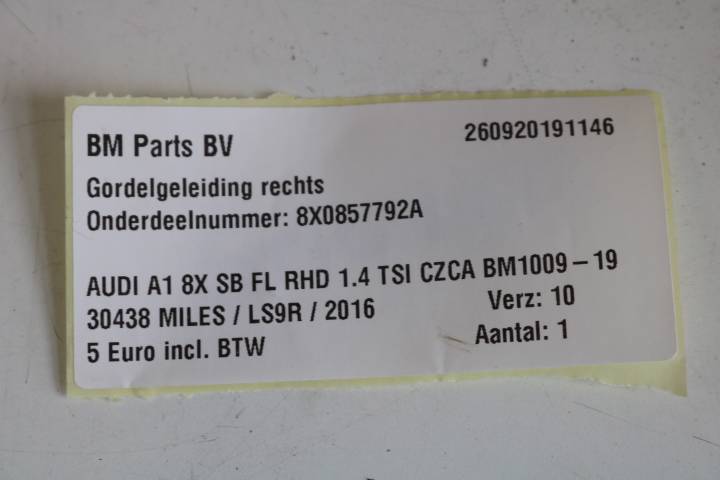 BM Parts BV 260920191146
Gordelgeleiding rechts
Onderdeelnummer: 8X0857792A
AUDI A1 8X SB FL RHD 1.4 TSI CZCA BM1009-19
30438 MILES / LS9R / 2016 Verz: 10
5 Euro incl. BTW Aantal: 1